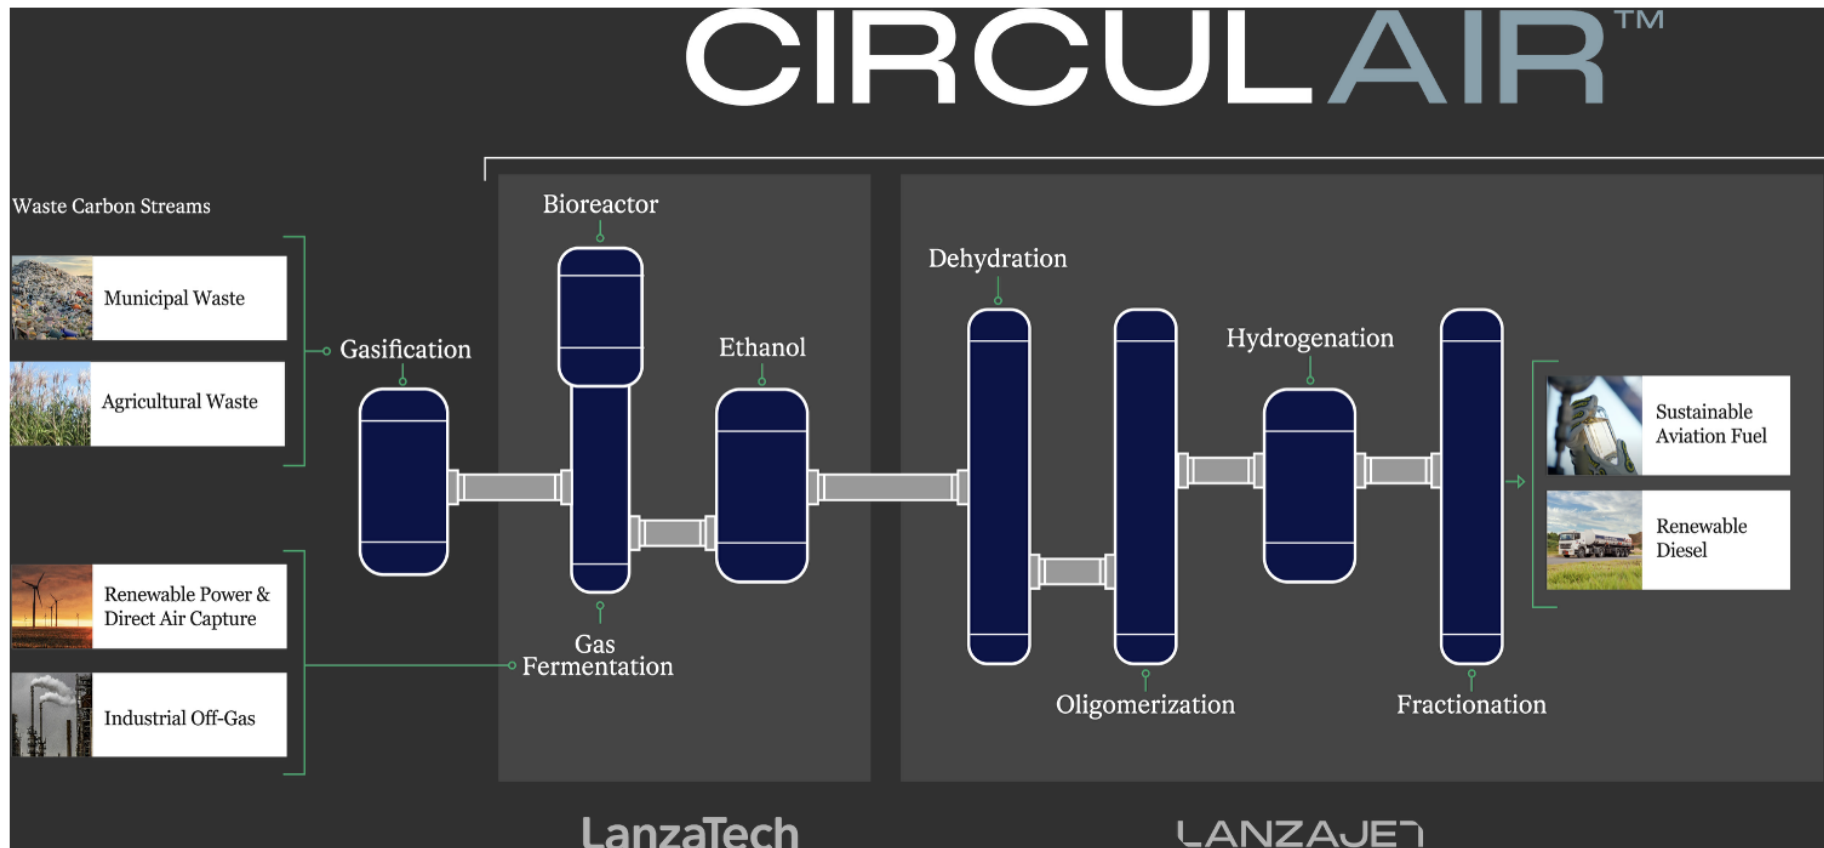 CIRCULAIR™
Waste Carbon Streams
Municipal Waste
Agricultural Waste
Renewable Power &
Direct Air Capture
Industrial Off-Gas
Gasification
Bioreactor
Gas
Fermentation
Ethanol
Dehydration
Oligomerization
Hydrogenation
Fractionation
Sustainable
Aviation Fuel
Renewable
Diesel
LanzaTech
LANZAJET